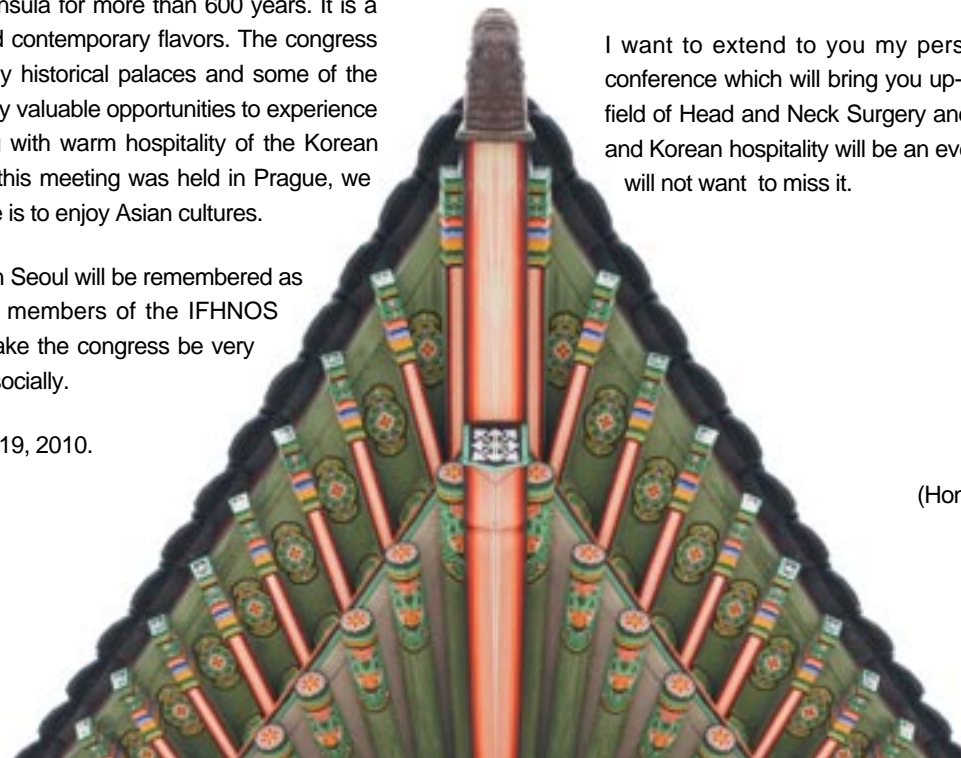 nsula for more than 600 years. It is a
d contemporary flavors. The congress
y historical palaces and some of the
y valuable opportunities to experience
with warm hospitality of the Korean
this meeting was held in Prague, we
e is to enjoy Asian cultures.
n Seoul will be remembered as
members of the IFHNOS
ake the congress be very
socially.
19, 2010.
I want to extend to you my pers
conference which will bring you up-
field of Head and Neck Surgery and
and Korean hospitality will be an eve
will not want to miss it.
(Hon